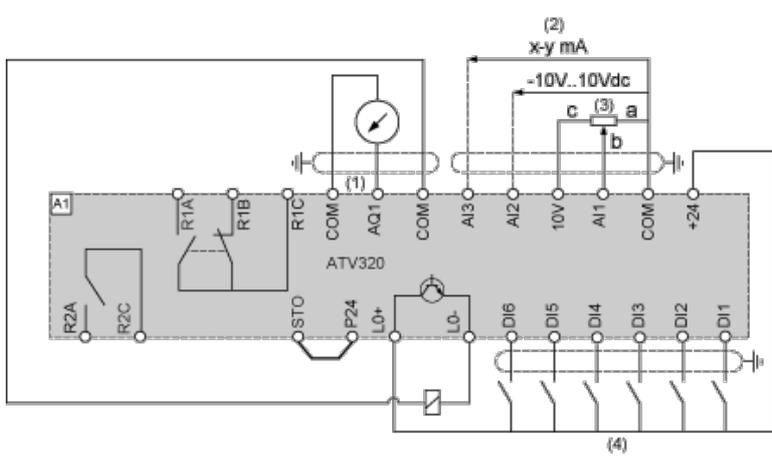 (2)
x-y mA
-10V..10Vdc
c (3) a
b
(1)
A1
R1A
R1B
R1C
COM
AQ1
COM
AI3
AI2
10V
AI1
COM
+24
ATV320
R2A
R2C
STO
P24
L0+
L0-
DI6
DI5
DI4
DI3
DI2
DI1
(4)